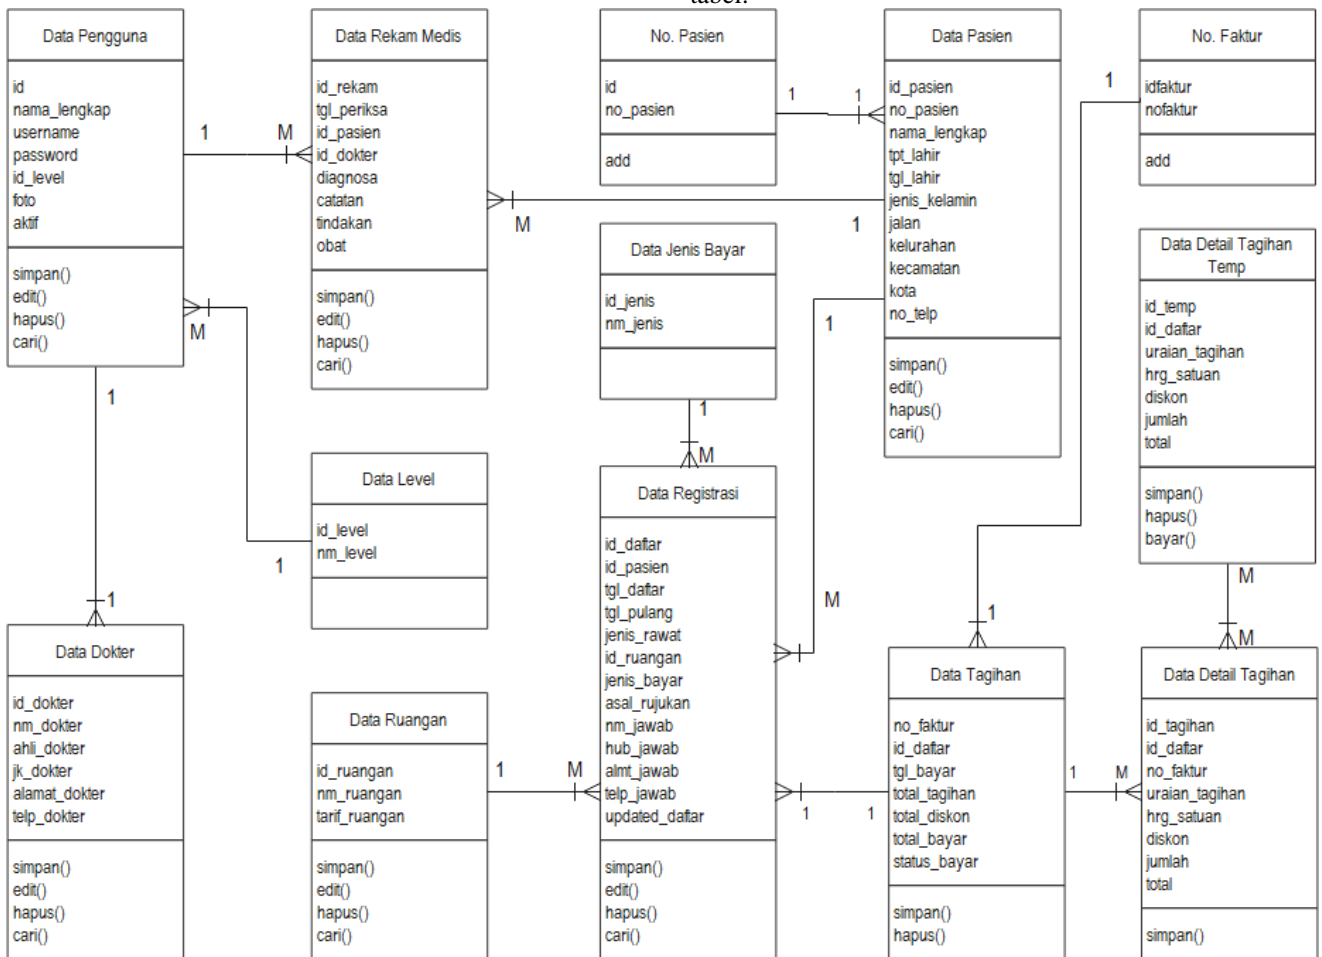 tabel.
Data Pengguna
id
nama_lengkap
username
password
id_level
foto
aktif
simpan()
edit()
hapus()
cari()
1
M
Data Rekam Medis
id_rekam
tgl_periksa
id_pasien
id_dokter
diagnosa
catatan
tindakan
obat
simpan()
edit()
hapus()
cari()
No. Pasien
id
no_pasien
add
1
1
Data Pasien
id_pasien
no_pasien
nama_lengkap
tpt_lahir
tgl_lahir
jenis_kelamin
jalan
kelurahan
kecamatan
kota
no_telp
simpan()
edit()
hapus()
cari()
No. Faktur
idfaktur
nofaktur
add
1
M
1
M
1
1
Data Jenis Bayar
id_jenis
nm_jenis
1
M
Data Detail Tagihan
Temp
id_temp
id_daftar
uraian_tagihan
hrg_satuan
diskon
jumlah
total
simpan()
hapus()
bayar()
M
M
Data Level
id_level
nm_level
1
1
Data Dokter
id_dokter
nm_dokter
ahli_dokter
jk_dokter
alamat_dokter
telp_dokter
simpan()
edit()
hapus()
cari()
Data Ruangan
id_ruangan
nm_ruangan
tarif_ruangan
simpan()
edit()
hapus()
cari()
1
M
Data Registrasi
id_daftar
id_pasien
tgl_daftar
tgl_pulang
jenis_rawat
id_ruangan
jenis_bayar
asal_rujukan
nm_jawab
hub_jawab
almt_jawab
telp_jawab
updated_daftar
simpan()
edit()
hapus()
cari()
M
1
1
1
Data Tagihan
no_faktur
id_daftar
tgl_bayar
total_tagihan
total_diskon
total_bayar
status_bayar
simpan()
hapus()
1
M
Data Detail Tagihan
id_tagihan
id_daftar
no_faktur
uraian_tagihan
hrg_satuan
diskon
jumlah
total
simpan()